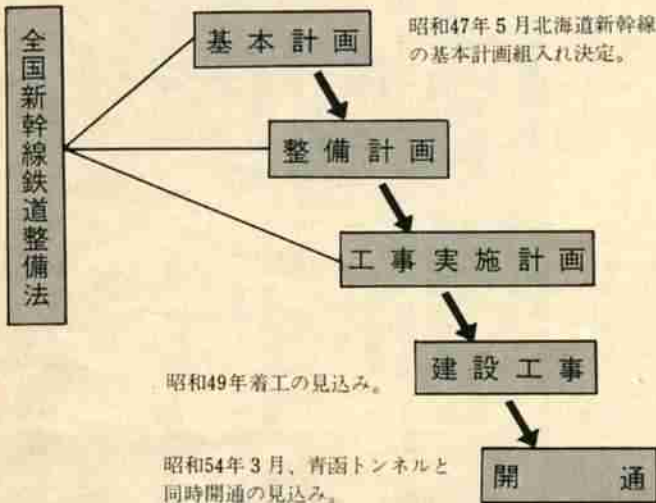 全国新幹線鉄道整備法
基本計画
昭和47年5月北海道新幹線
の基本計画組入れ決定。
整備計画
工事実施計画
建設工事
昭和49年着工の見込み。
開通
昭和54年3月、青函トンネルと
同時開通の見込み。